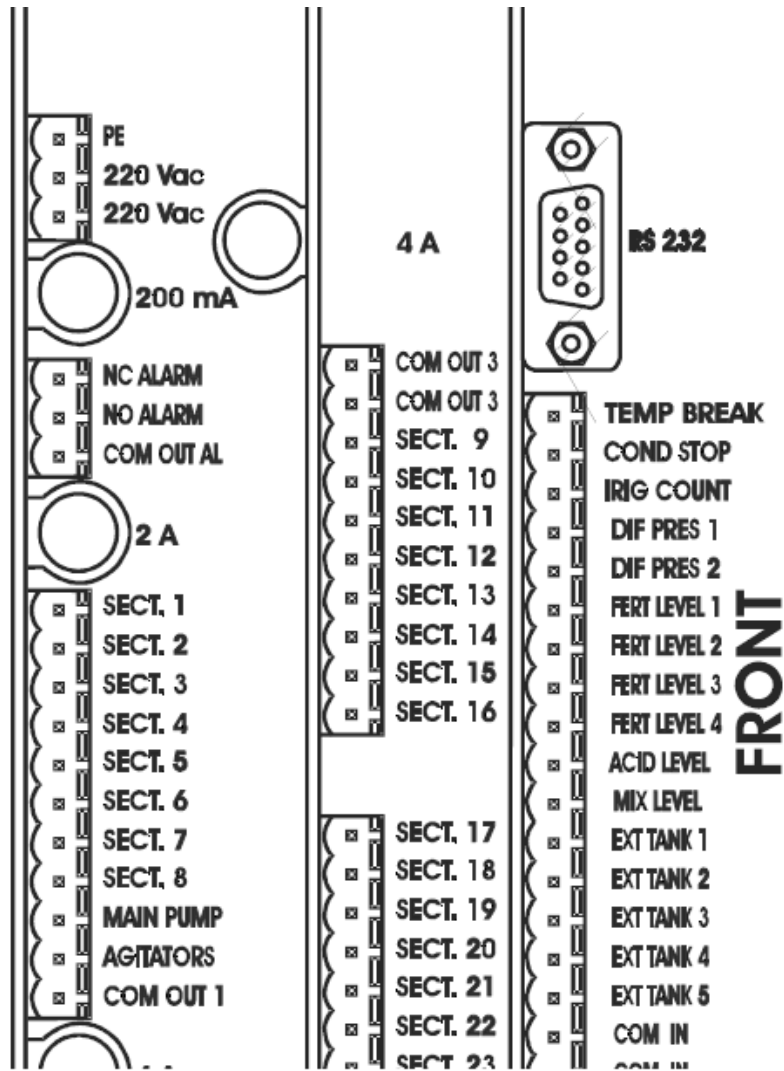 PE
220 Vac
220 Vac
200 mA
NC ALARM
NO ALARM
COM OUT AL
2 A
SECT. 1
SECT. 2
SECT. 3
SECT. 4
SECT. 5
SECT. 6
SECT. 7
SECT. 8
MAIN PUMP
AGITATORS
COM OUT 1
4 A
COM OUT 3
COM OUT 3
SECT. 9
SECT. 10
SECT. 11
SECT. 12
SECT. 13
SECT. 14
SECT. 15
SECT. 16
SECT. 17
SECT. 18
SECT. 19
SECT. 20
SECT. 21
SECT. 22
SECT. 23
RS 232
TEMP BREAK
COND STOP
IRIG COUNT
DIF PRES 1
DIF PRES 2
FERT LEVEL 1
FERT LEVEL 2
FERT LEVEL 3
FERT LEVEL 4
ACID LEVEL
MIX LEVEL
EXT TANK 1
EXT TANK 2
EXT TANK 3
EXT TANK 4
EXT TANK 5
COM IN
COM IN
FRONT